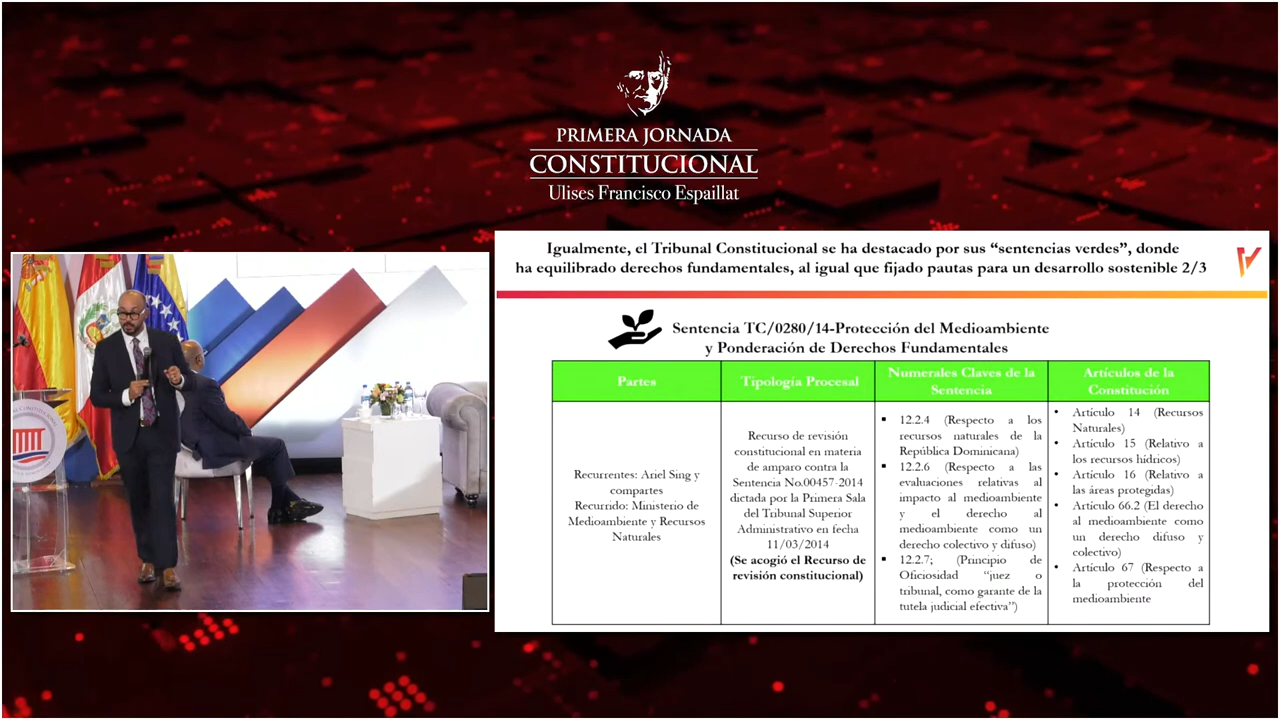 PRIMERA JORNADA
CONSTITUCIONAL
Ulises Francisco Espaillat
Igualmente, el Tribunal Constitucional se ha destacado por sus “sentencias verdes”, donde
ha equilibrado derechos fundamentales, al igual que fijado pautas para un desarrollo sostenible 2/3
Sentencia TC/0280/14-Protección del Medioambiente
y Ponderación de Derechos Fundamentales
Partes
Tipología Procesal
Numerales Claves de la
Sentencia
Artículos de la
Constitución
Recurrentes: Ariel Sing y
compartes
Recurrido: Ministerio de
Medioambiente y Recursos
Naturales
Recurso de revisión
constitucional en materia
de amparo contra la
Sentencia No.00457-2014
dictada por la Primera Sala
del Tribunal Superior
Administrativo en fecha
11/03/2014
(Se acogió el Recurso de
revisión constitucional)
▪ 12.2.4 (Respecto a los
recursos naturales de la
República Dominicana)
▪ 12.2.6 (Respecto a las
evaluaciones relativas al
impacto al medioambiente
y el derecho al
medioambiente como un
derecho colectivo y difuso)
▪ 12.2.7; (Principio de
Oficiosidad “juez o
tribunal, como garante de la
tutela judicial efectiva”)
• Artículo 14 (Recursos
Naturales)
• Artículo 15 (Relativo a
los recursos hídricos)
• Artículo 16 (Relativo a
las áreas protegidas)
• Artículo 66.2 (El derecho
al medioambiente como
un derecho difuso y
colectivo)
• Artículo 67 (Respecto a
la protección del
medioambiente